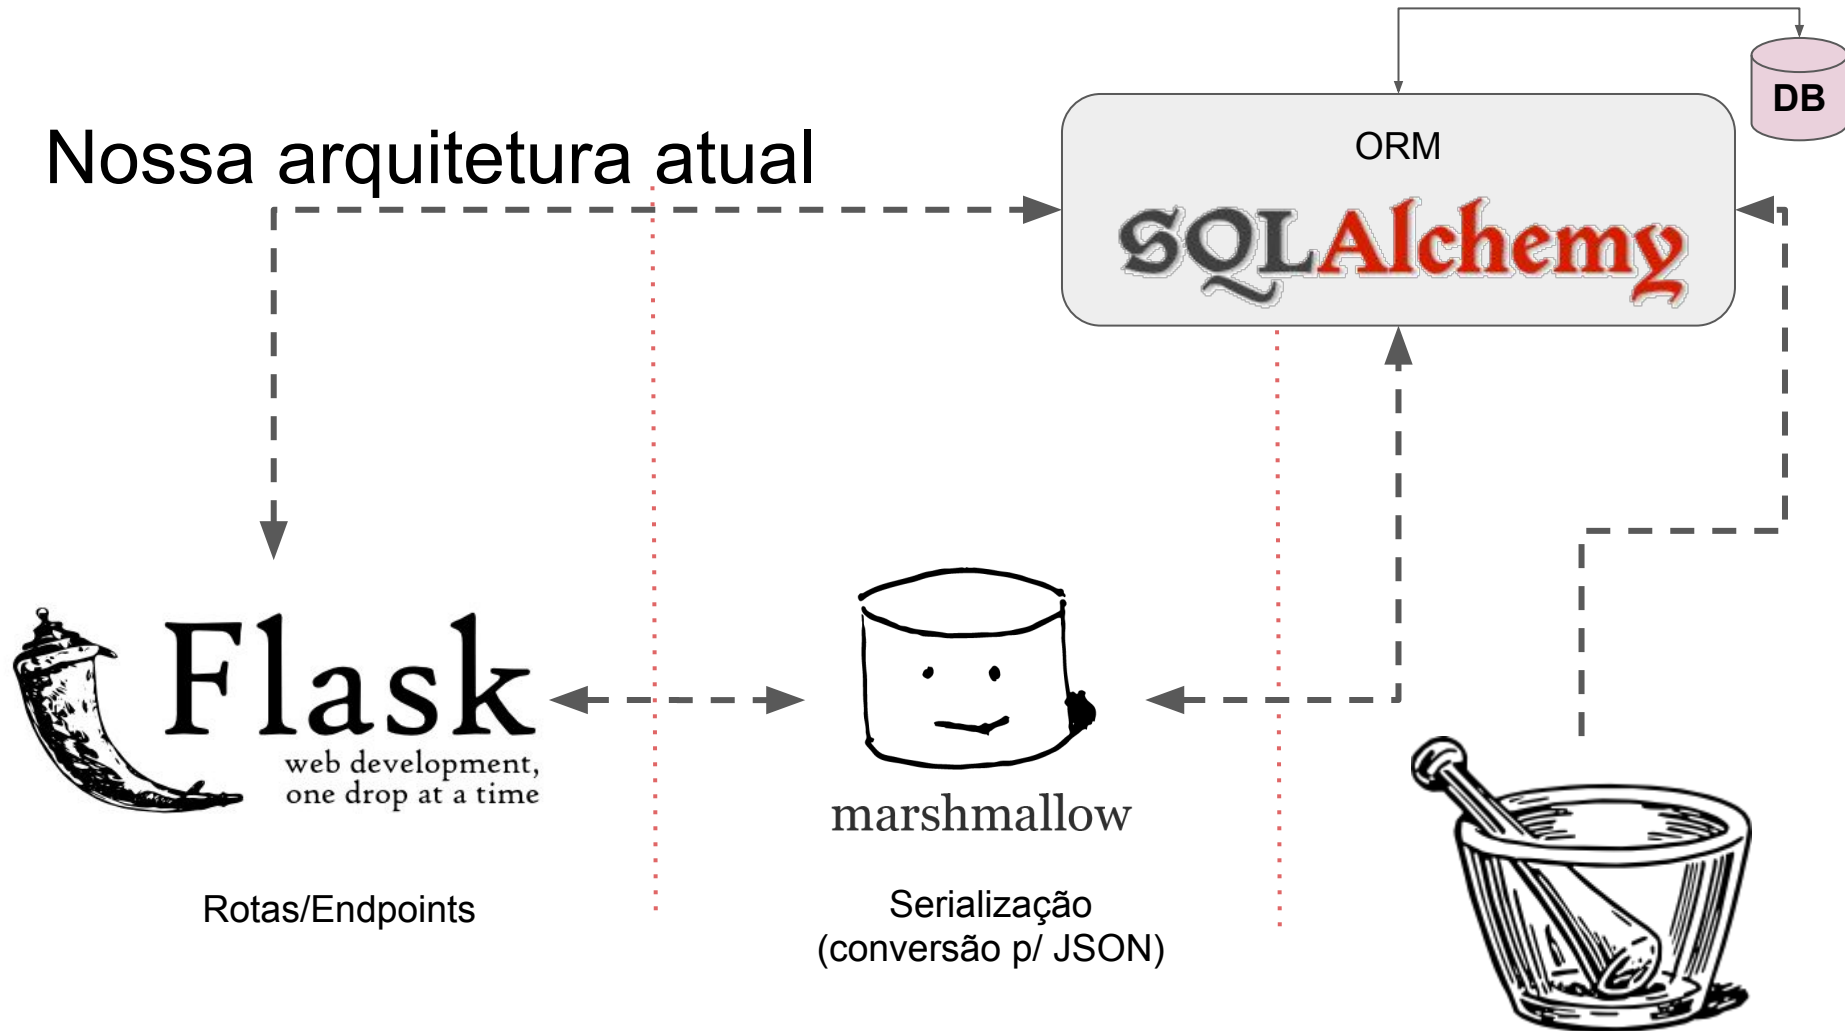 DB
Nossa arquitetura atual
ORM
SQLAlchemy
Flask
web development,
one drop at a time
marshmallow
Rotas/Endpoints
Serialização
(conversão p/ JSON)